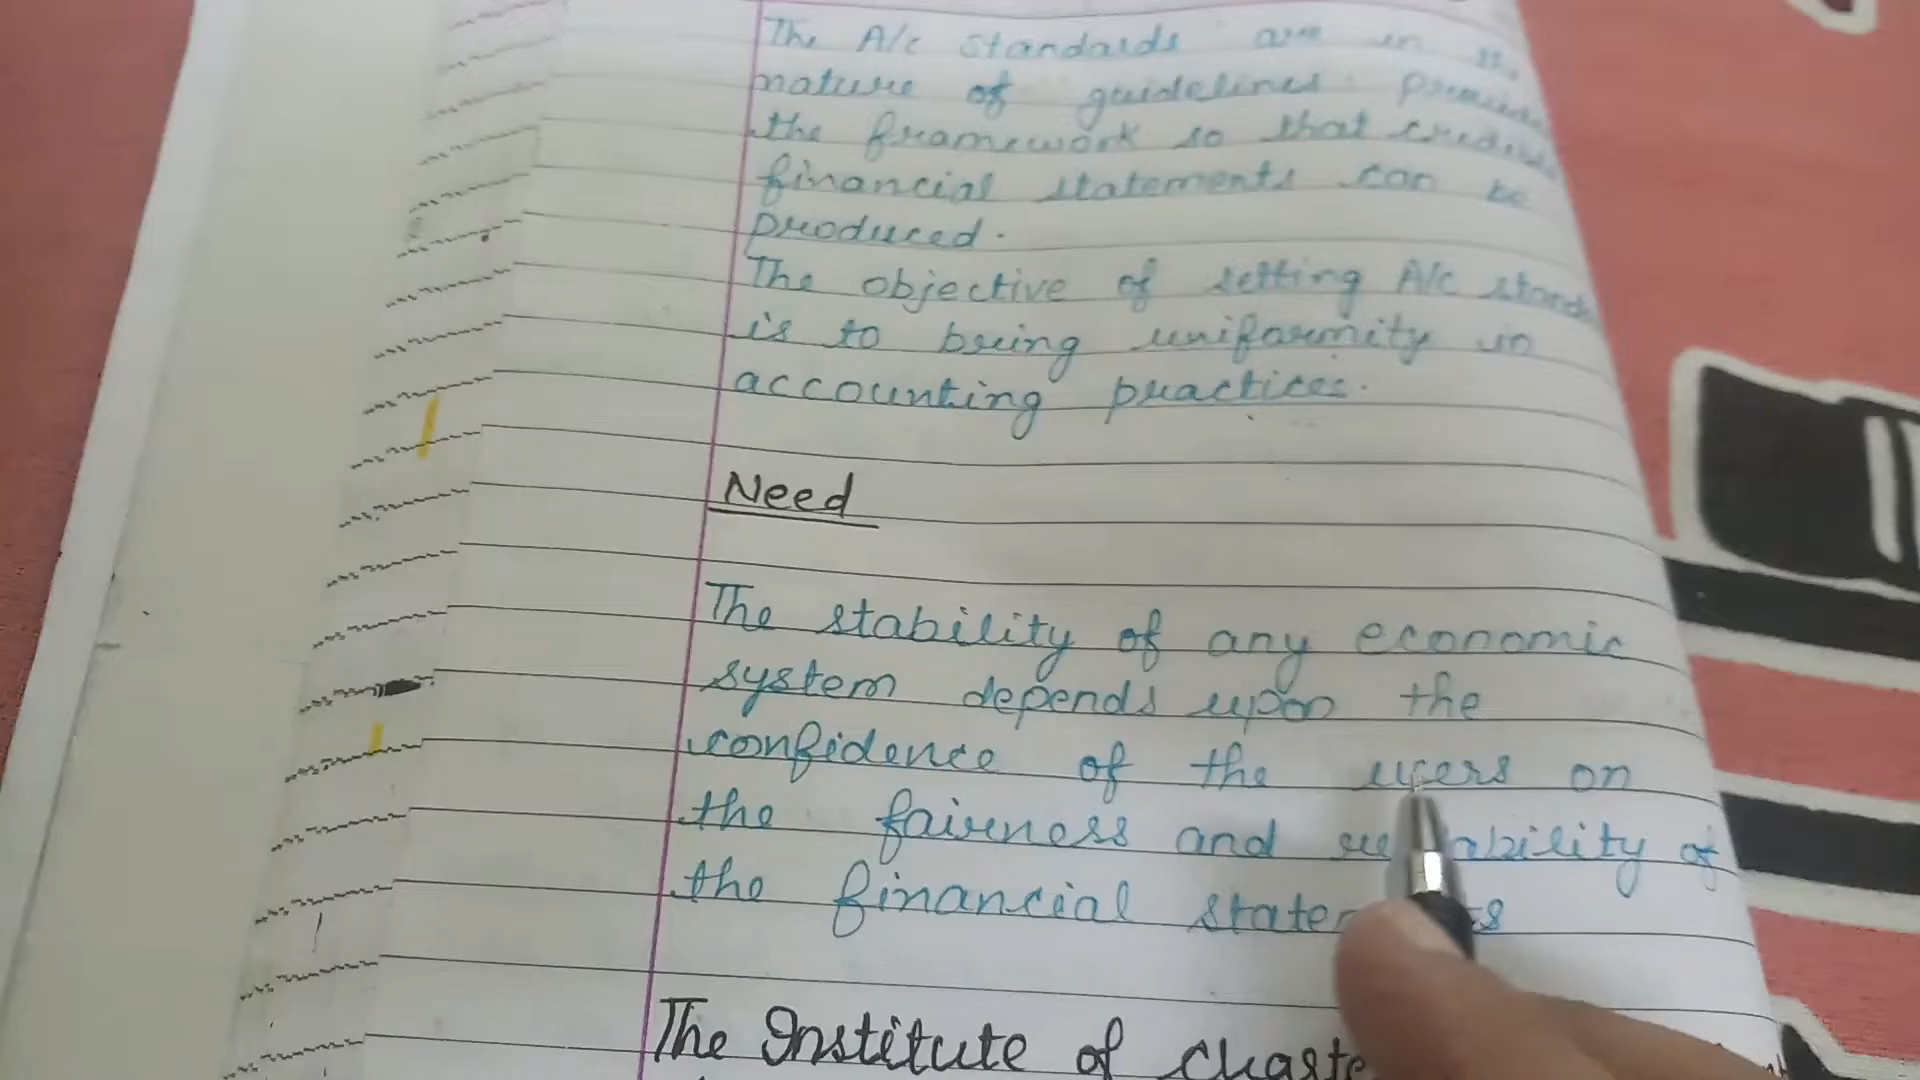 The A/c standards are in
nature of guidelines
the framework so that
financial statements can be
produced.
The objective of setting A/c
is to bring uniformity in
accounting practices.
Need
The stability of any economic
system depends upon the
confidence of the users on
the fairness and of
the financial
The Institute of